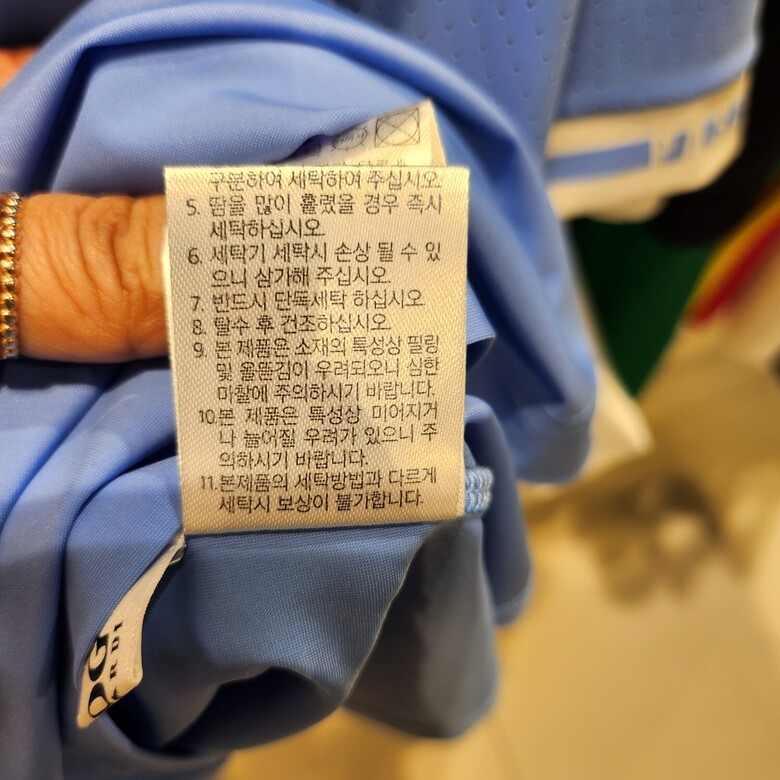 구분하여 세탁하여 주십시오.
5. 땀을 많이 흘렸을 경우 즉시
세탁하십시오.
6. 세탁기 세탁시 손상 될 수 있
으니 삼가해 주십시오.
7. 반드시 단독세탁 하십시오.
8. 탈수 후 건조하십시오.
9. 본 제품은 소재의 특성상 필링
및 올뜯김이 우려되오니 심한
마찰에 주의하시기 바랍니다.
10.본 제품은 특성상 미어지거
나 늘어질 우려가 있으니 주
의하시기 바랍니다.
11.본제품의 세탁방법과 다르게
세탁시 보상이 불가합니다.